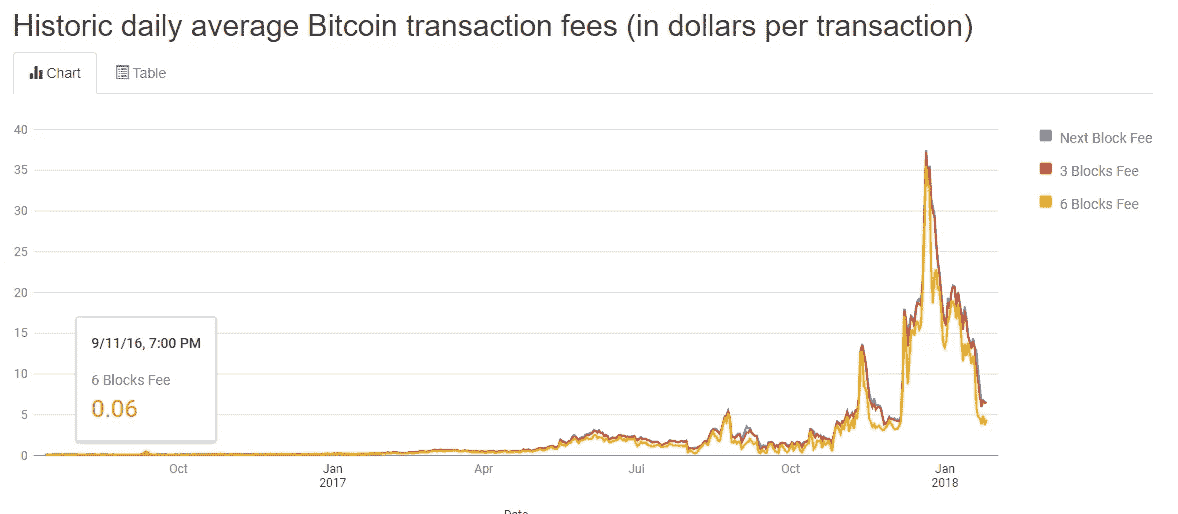 Historic daily average Bitcoin transaction fees (in dollars per transaction)
Chart Table
40
35
30
25
20
15
10
5
0
Next Block Fee
3 Blocks Fee
6 Blocks Fee
9/11/16, 7:00 PM
6 Blocks Fee
0.06
Oct Jan Apr Jul Oct Jan
2017 2018